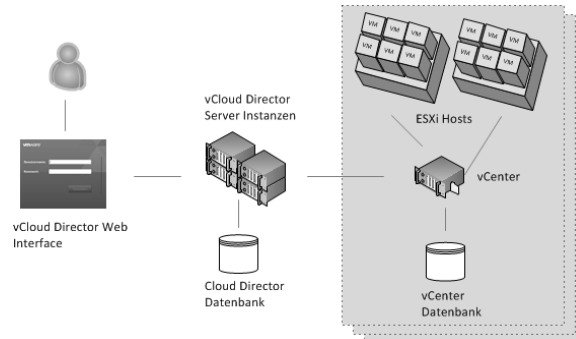 VM VM VM
VM VM VM
VM VM VM
VM VM VM
ESXi Hosts
vCloud Director
Server Instanzen
vCenter
vCloud Director Web
Interface
Cloud Director
Datenbank
vCenter
Datenbank